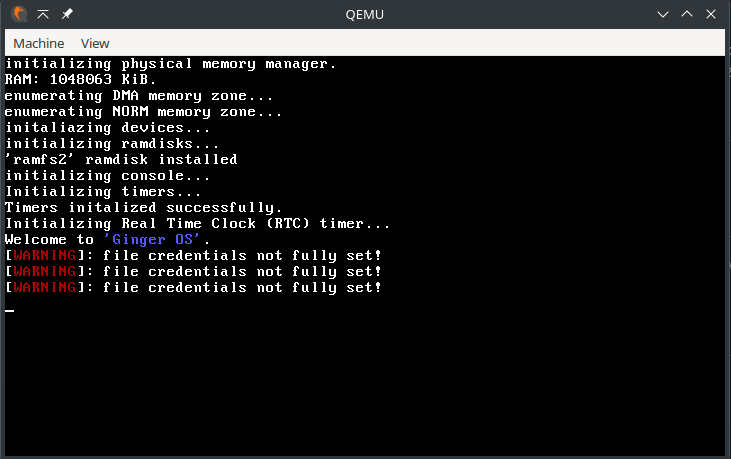 QEMU
Machine View
initializing physical memory manager.
RAM: 1048063 KiB.
enumerating DMA memory zone...
enumerating NORM memory zone...
initaliazing devices...
initializing ramdisks...
'ramfs2' ramdisk installed
initializing console...
Initializing timers...
Timers initalized successfully.
Initializing Real Time Clock (RTC) timer...
Welcome to 'Ginger OS'.
[WARNING]: file credentials not fully set!
[WARNING]: file credentials not fully set!
[WARNING]: file credentials not fully set!